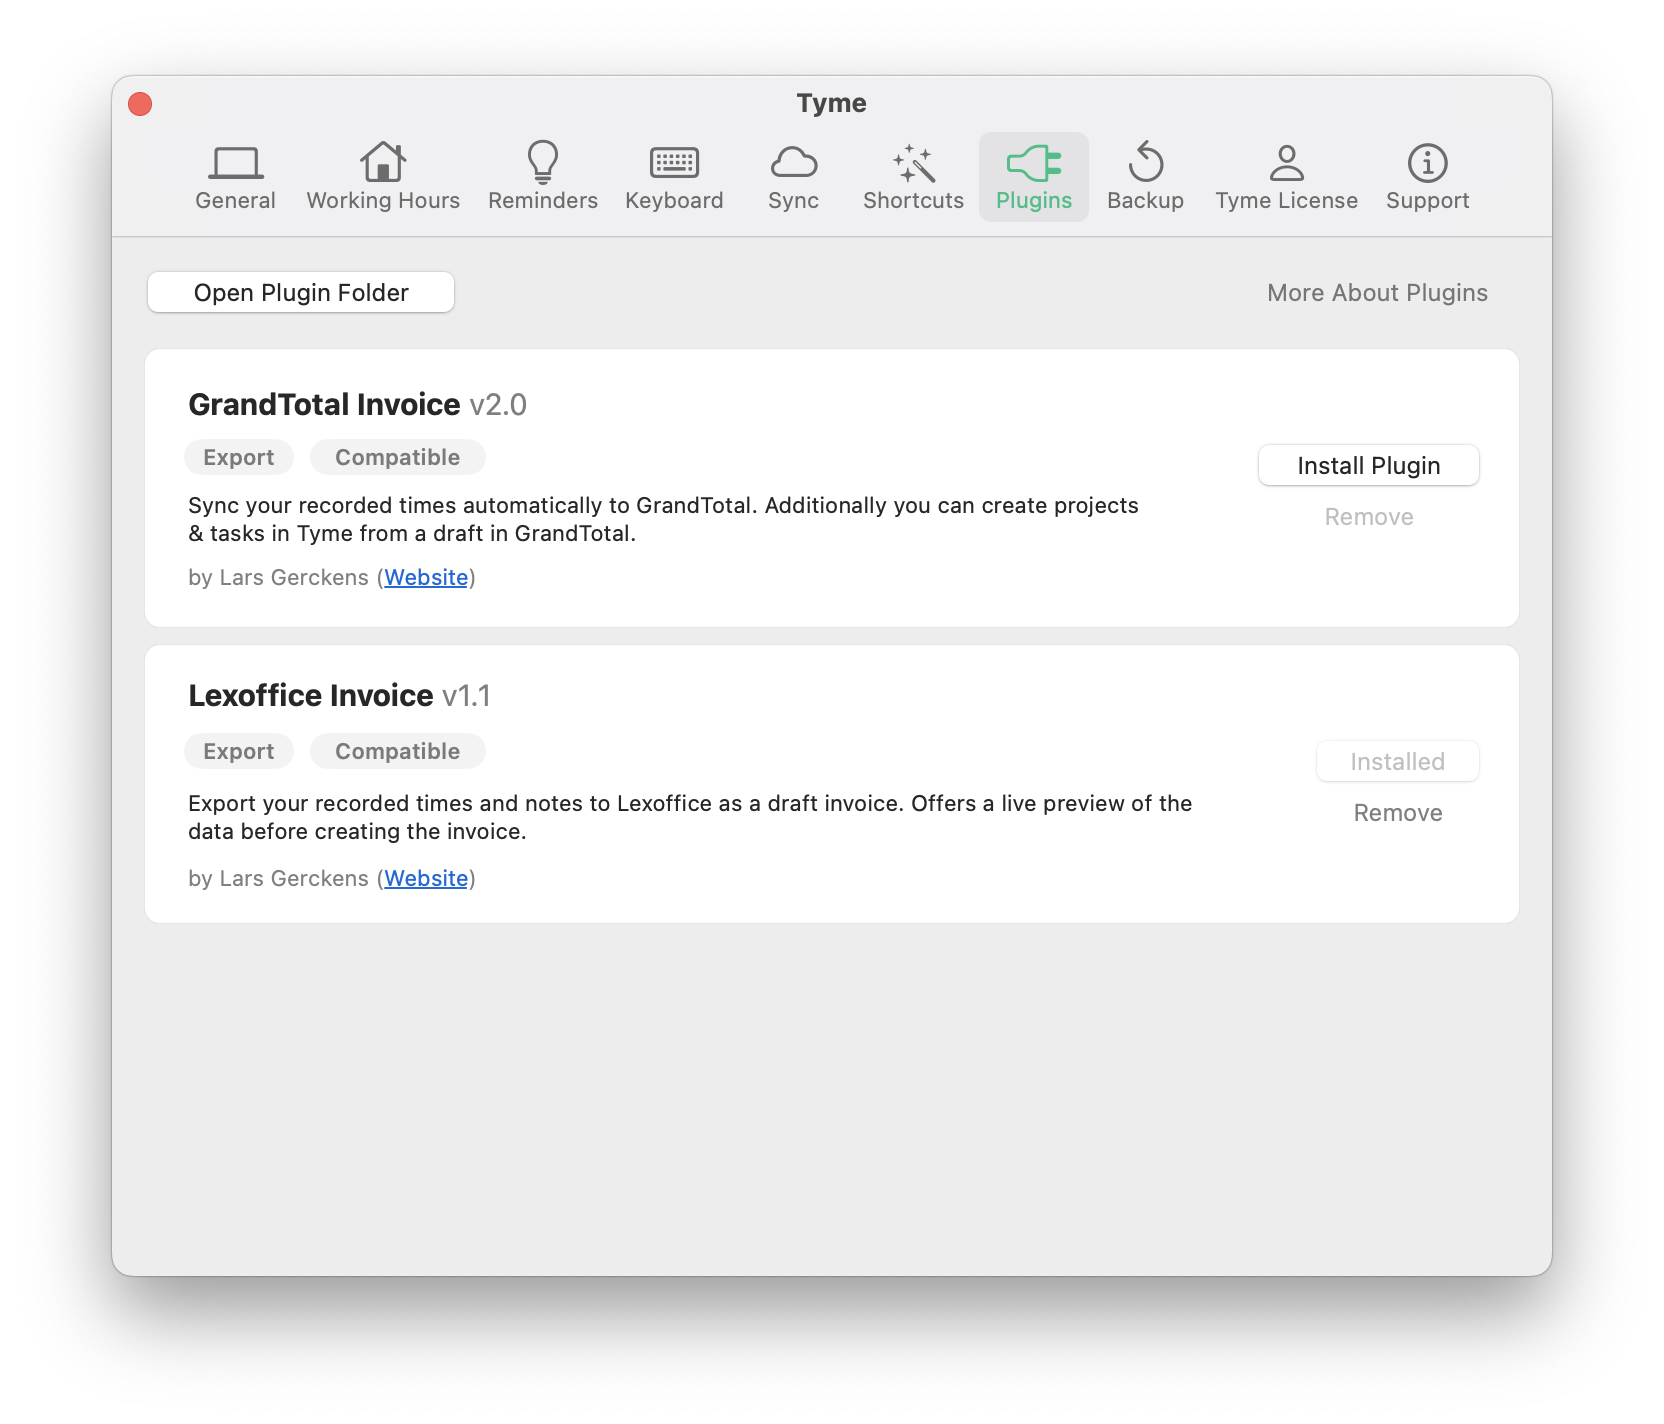 Tyme
General
Working Hours
Reminders
Keyboard
Sync
Shortcuts
Plugins
Backup
Tyme License
Support
Open Plugin Folder
More About Plugins
GrandTotal Invoice v2.0
Export
Compatible
Sync your recorded times automatically to GrandTotal. Additionally you can create projects
& tasks in Tyme from a draft in GrandTotal.
by Lars Gerckens (Website)
Install Plugin
Remove
Lexoffice Invoice v1.1
Export
Compatible
Export your recorded times and notes to Lexoffice as a draft invoice. Offers a live preview of the
data before creating the invoice.
by Lars Gerckens (Website)
Installed
Remove